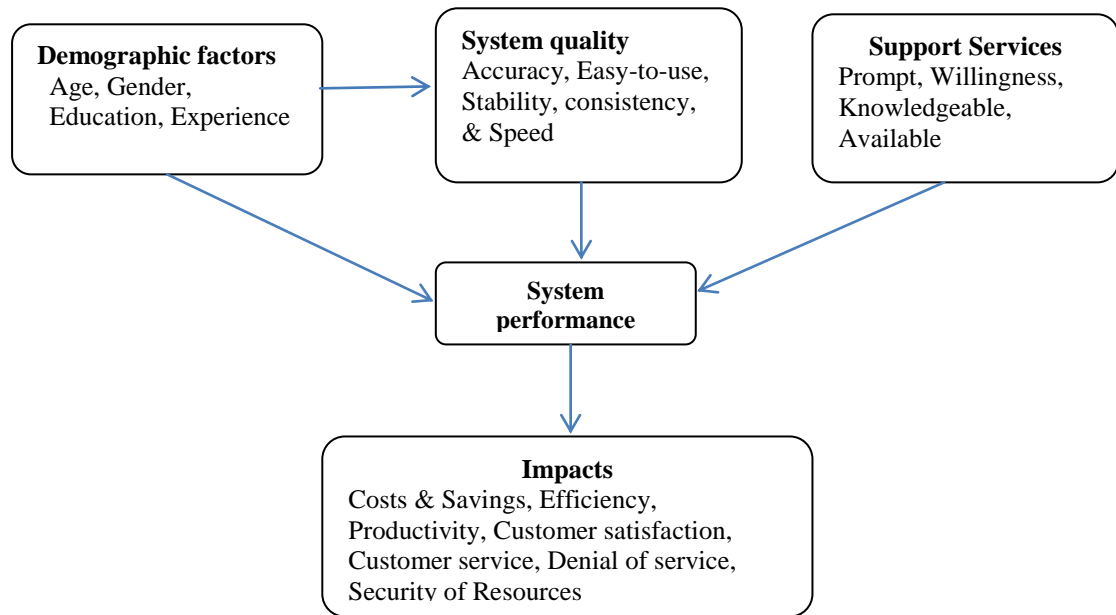 Demographic factors
Age, Gender,
Education, Experience
System quality
Accuracy, Easy-to-use,
Stability, consistency,
& Speed
Support Services
Prompt, Willingness,
Knowledgeable,
Available
System
performance
Impacts
Costs & Savings, Efficiency,
Productivity, Customer satisfaction,
Customer service, Denial of service,
Security of Resources